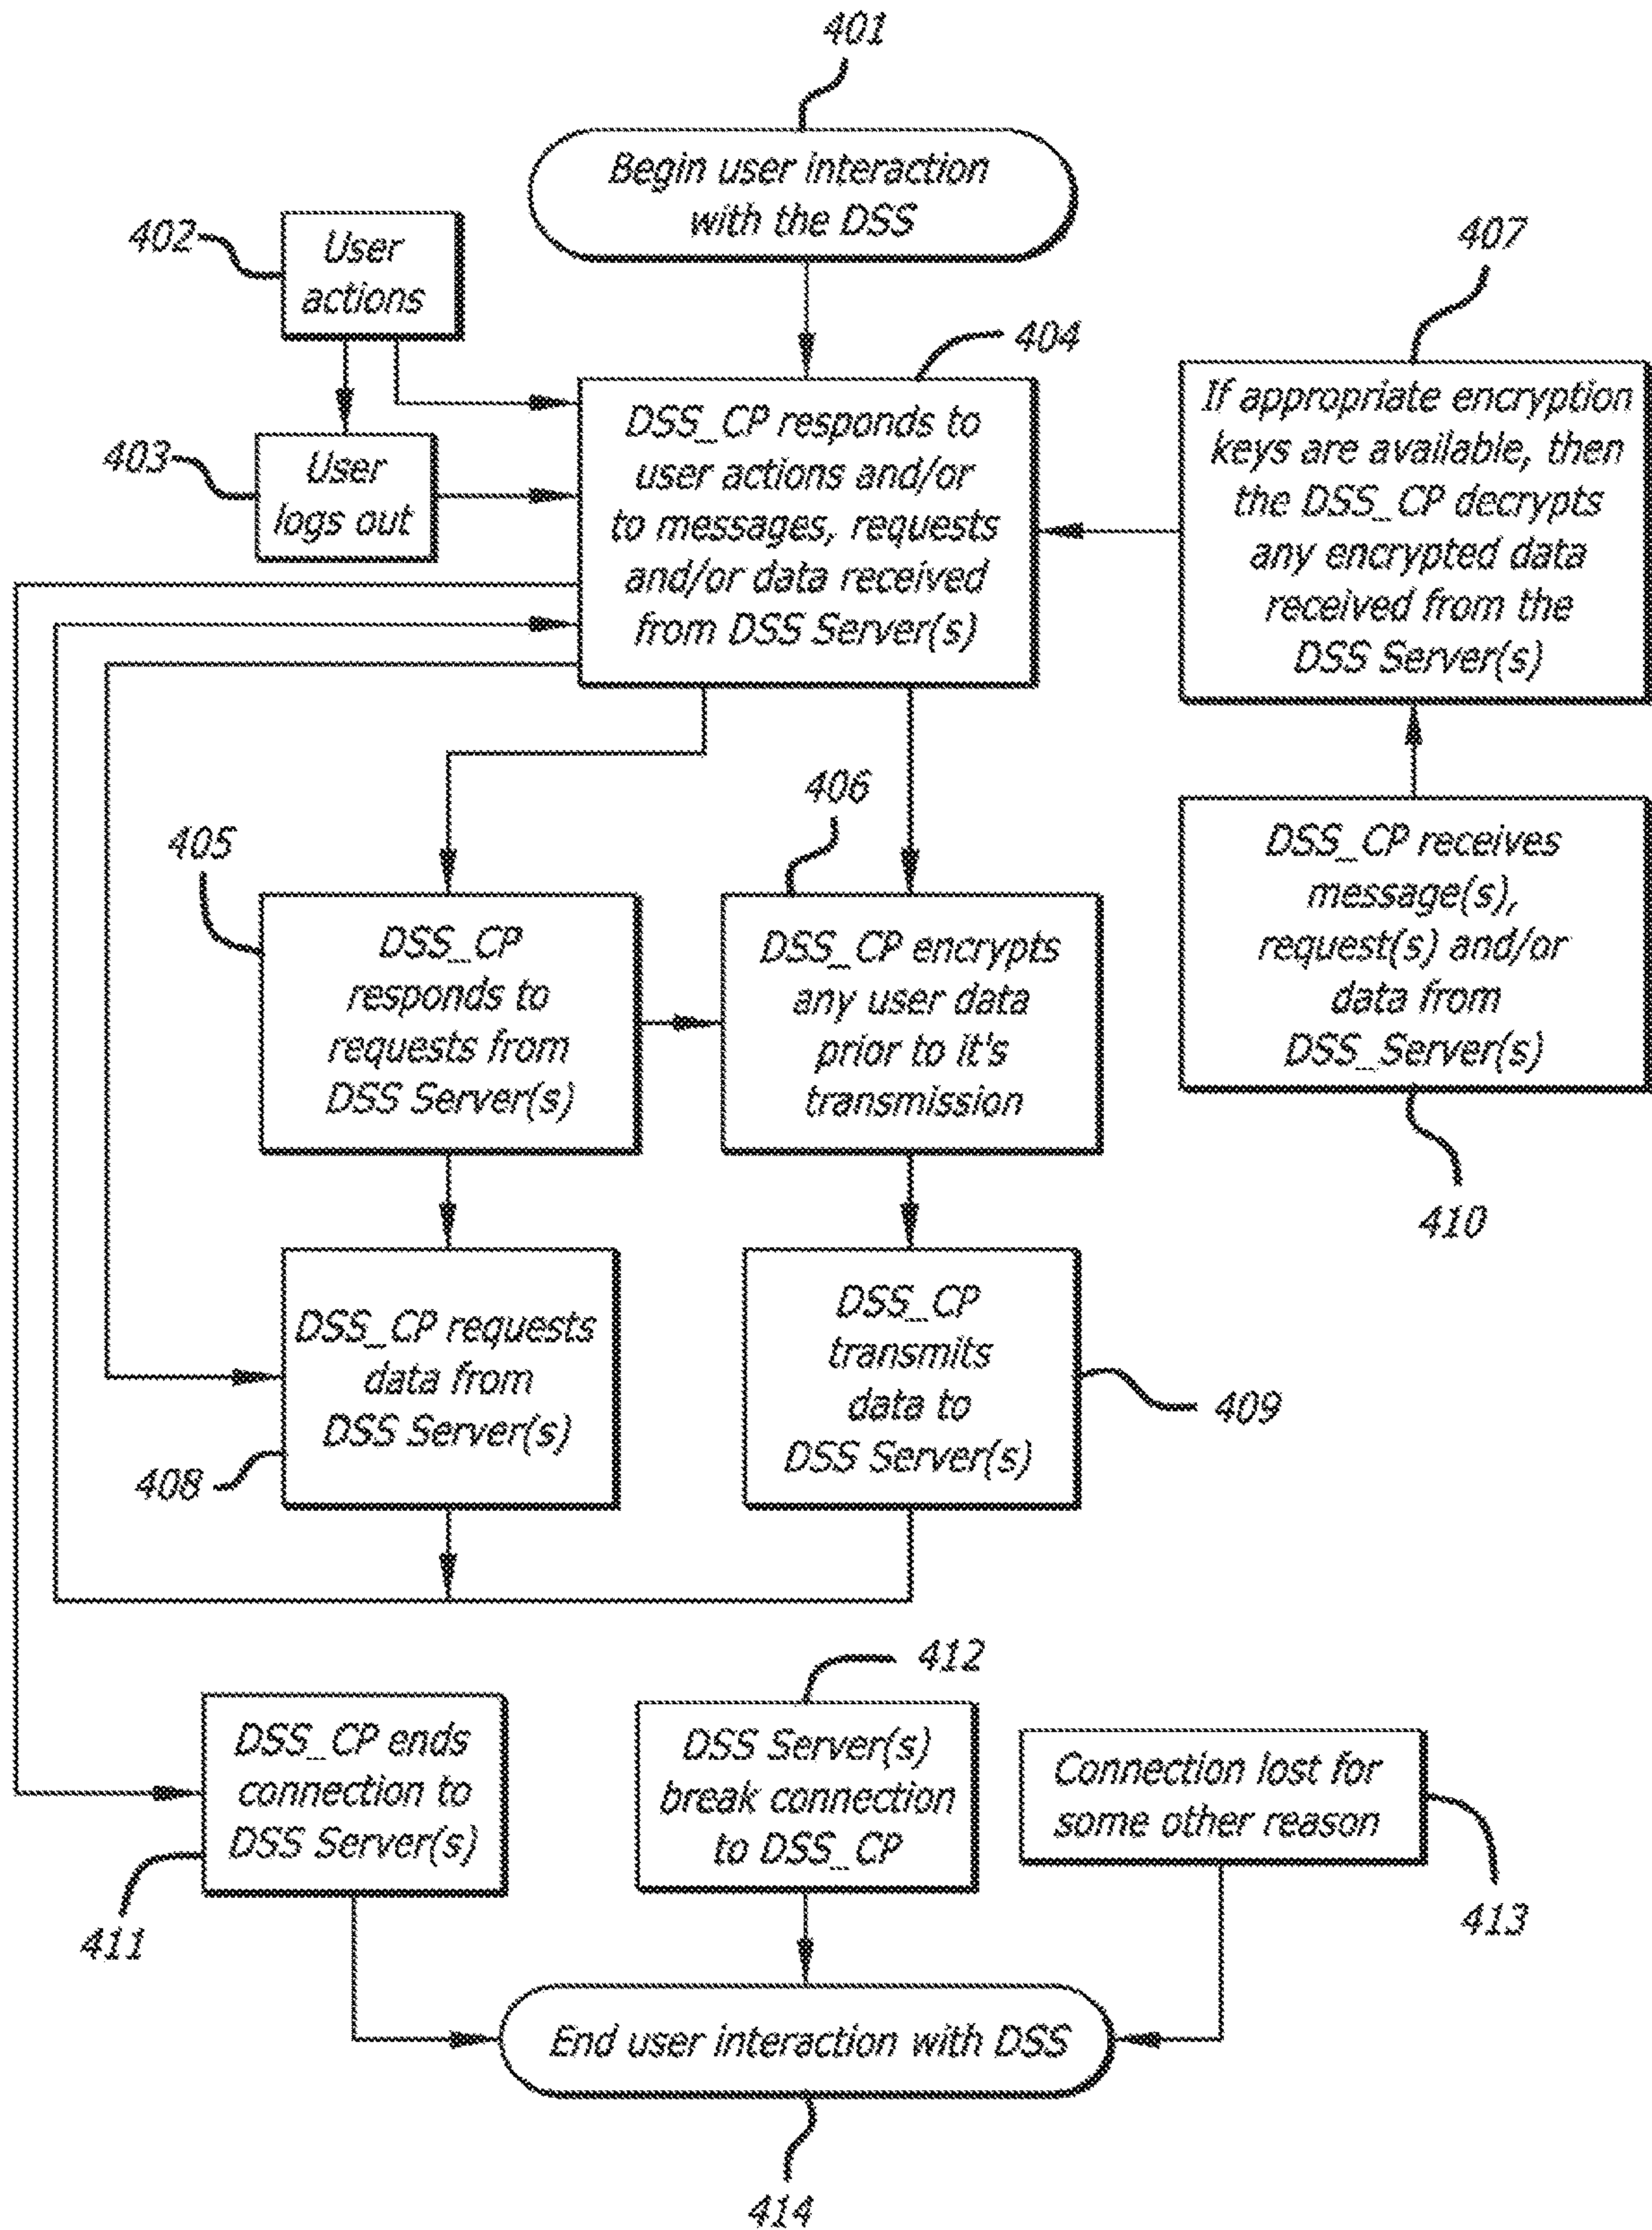 401
Begin user interaction
with the DSS
402
User
actions
407
404
403
User
logs out
DSS_CP responds to
user actions and/or
to messages, requests
and/or data received
from DSS Server(s)
If appropriate encryption
keys are available, then
the DSS_CP decrypts
any encrypted data
received from the
DSS Server(s)
406
405
DSS_CP
responds to
requests from
DSS Server(s)
DSS_CP encrypts
any user data
prior to it's
transmission
DSS_CP receives
message(s),
request(s) and/or
data from
DSS_Server(s)
410
DSS_CP requests
data from
DSS Server(s)
408
DSS_CP
transmits
data to
DSS Server(s)
409
412
DSS_CP ends
connection to
DSS Server(s)
411
DSS Server(s)
break connection
to DSS_CP
Connection lost for
some other reason
413
End user interaction with DSS
414